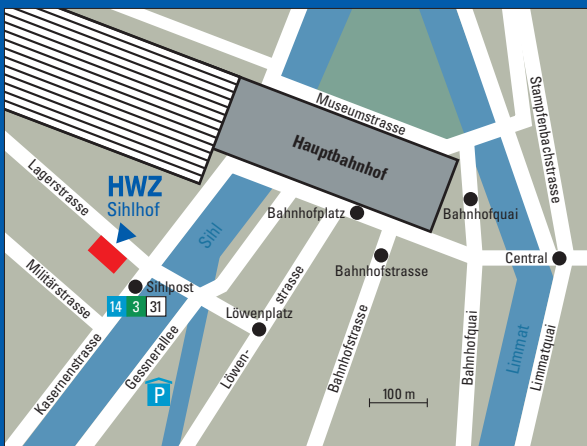 Museumstrasse
Stampfenbachstrasse
Hauptbahnhof
Lagerstrasse
HWZ
Sihlhof
Sihl
Bahnhofplatz
Bahnhofquai
Central
Bahnhofstrasse
Militärstrasse
Sihlpost
14 3 31
Löwenplatz
Löwen-
strasse
Kasernenstrasse
Gessnerallee
P
Bahnhofstrasse
Bahnhofquai
Limmat
Limmatquai
100 m